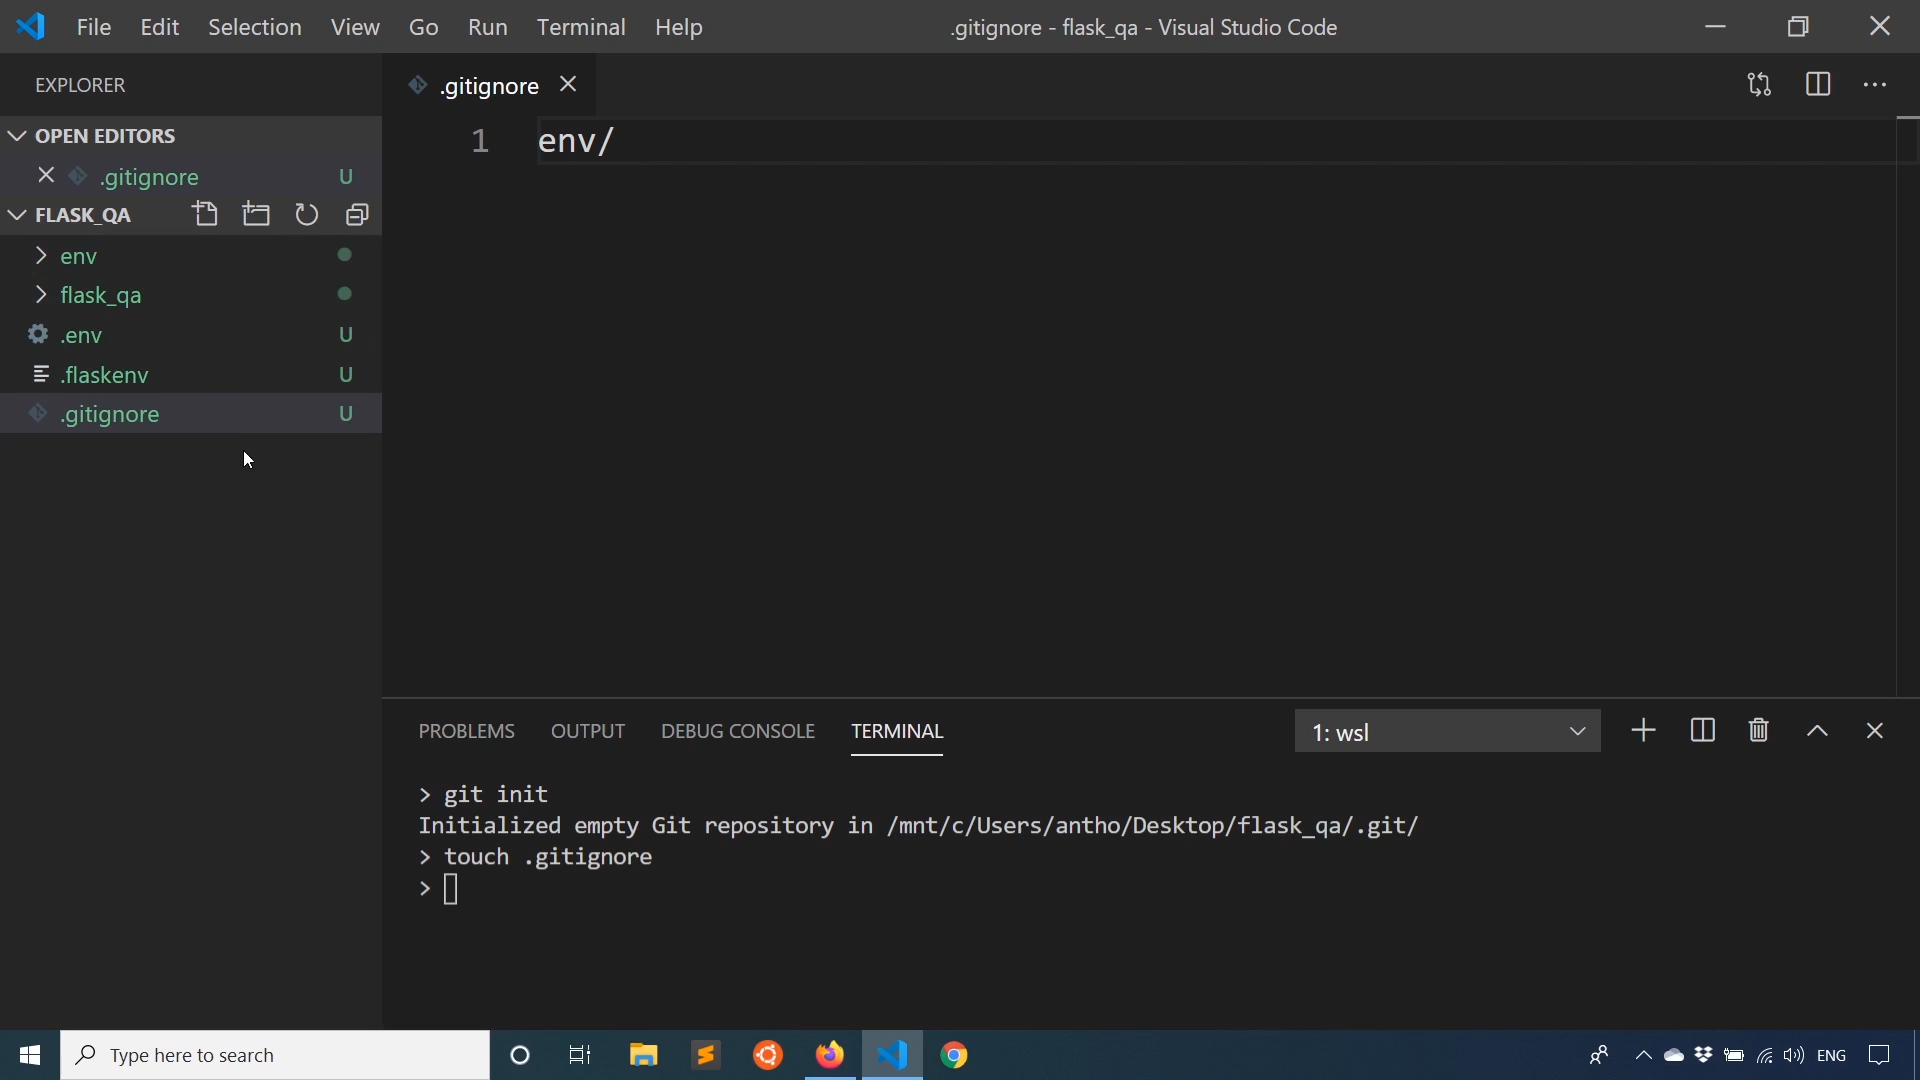 File Edit Selection View Go Run Terminal Help
.gitignore - flask_qa - Visual Studio Code
EXPLORER
OPEN EDITORS
.gitignore U
FLASK_QA
env
flask_qa
.env U
.flaskenv U
.gitignore U
.gitignore
1 env/
PROBLEMS OUTPUT DEBUG CONSOLE TERMINAL
1: wsl
> git init
Initialized empty Git repository in /mnt/c/Users/antho/Desktop/flask_qa/.git/
> touch .gitignore
>
Type here to search
ENG